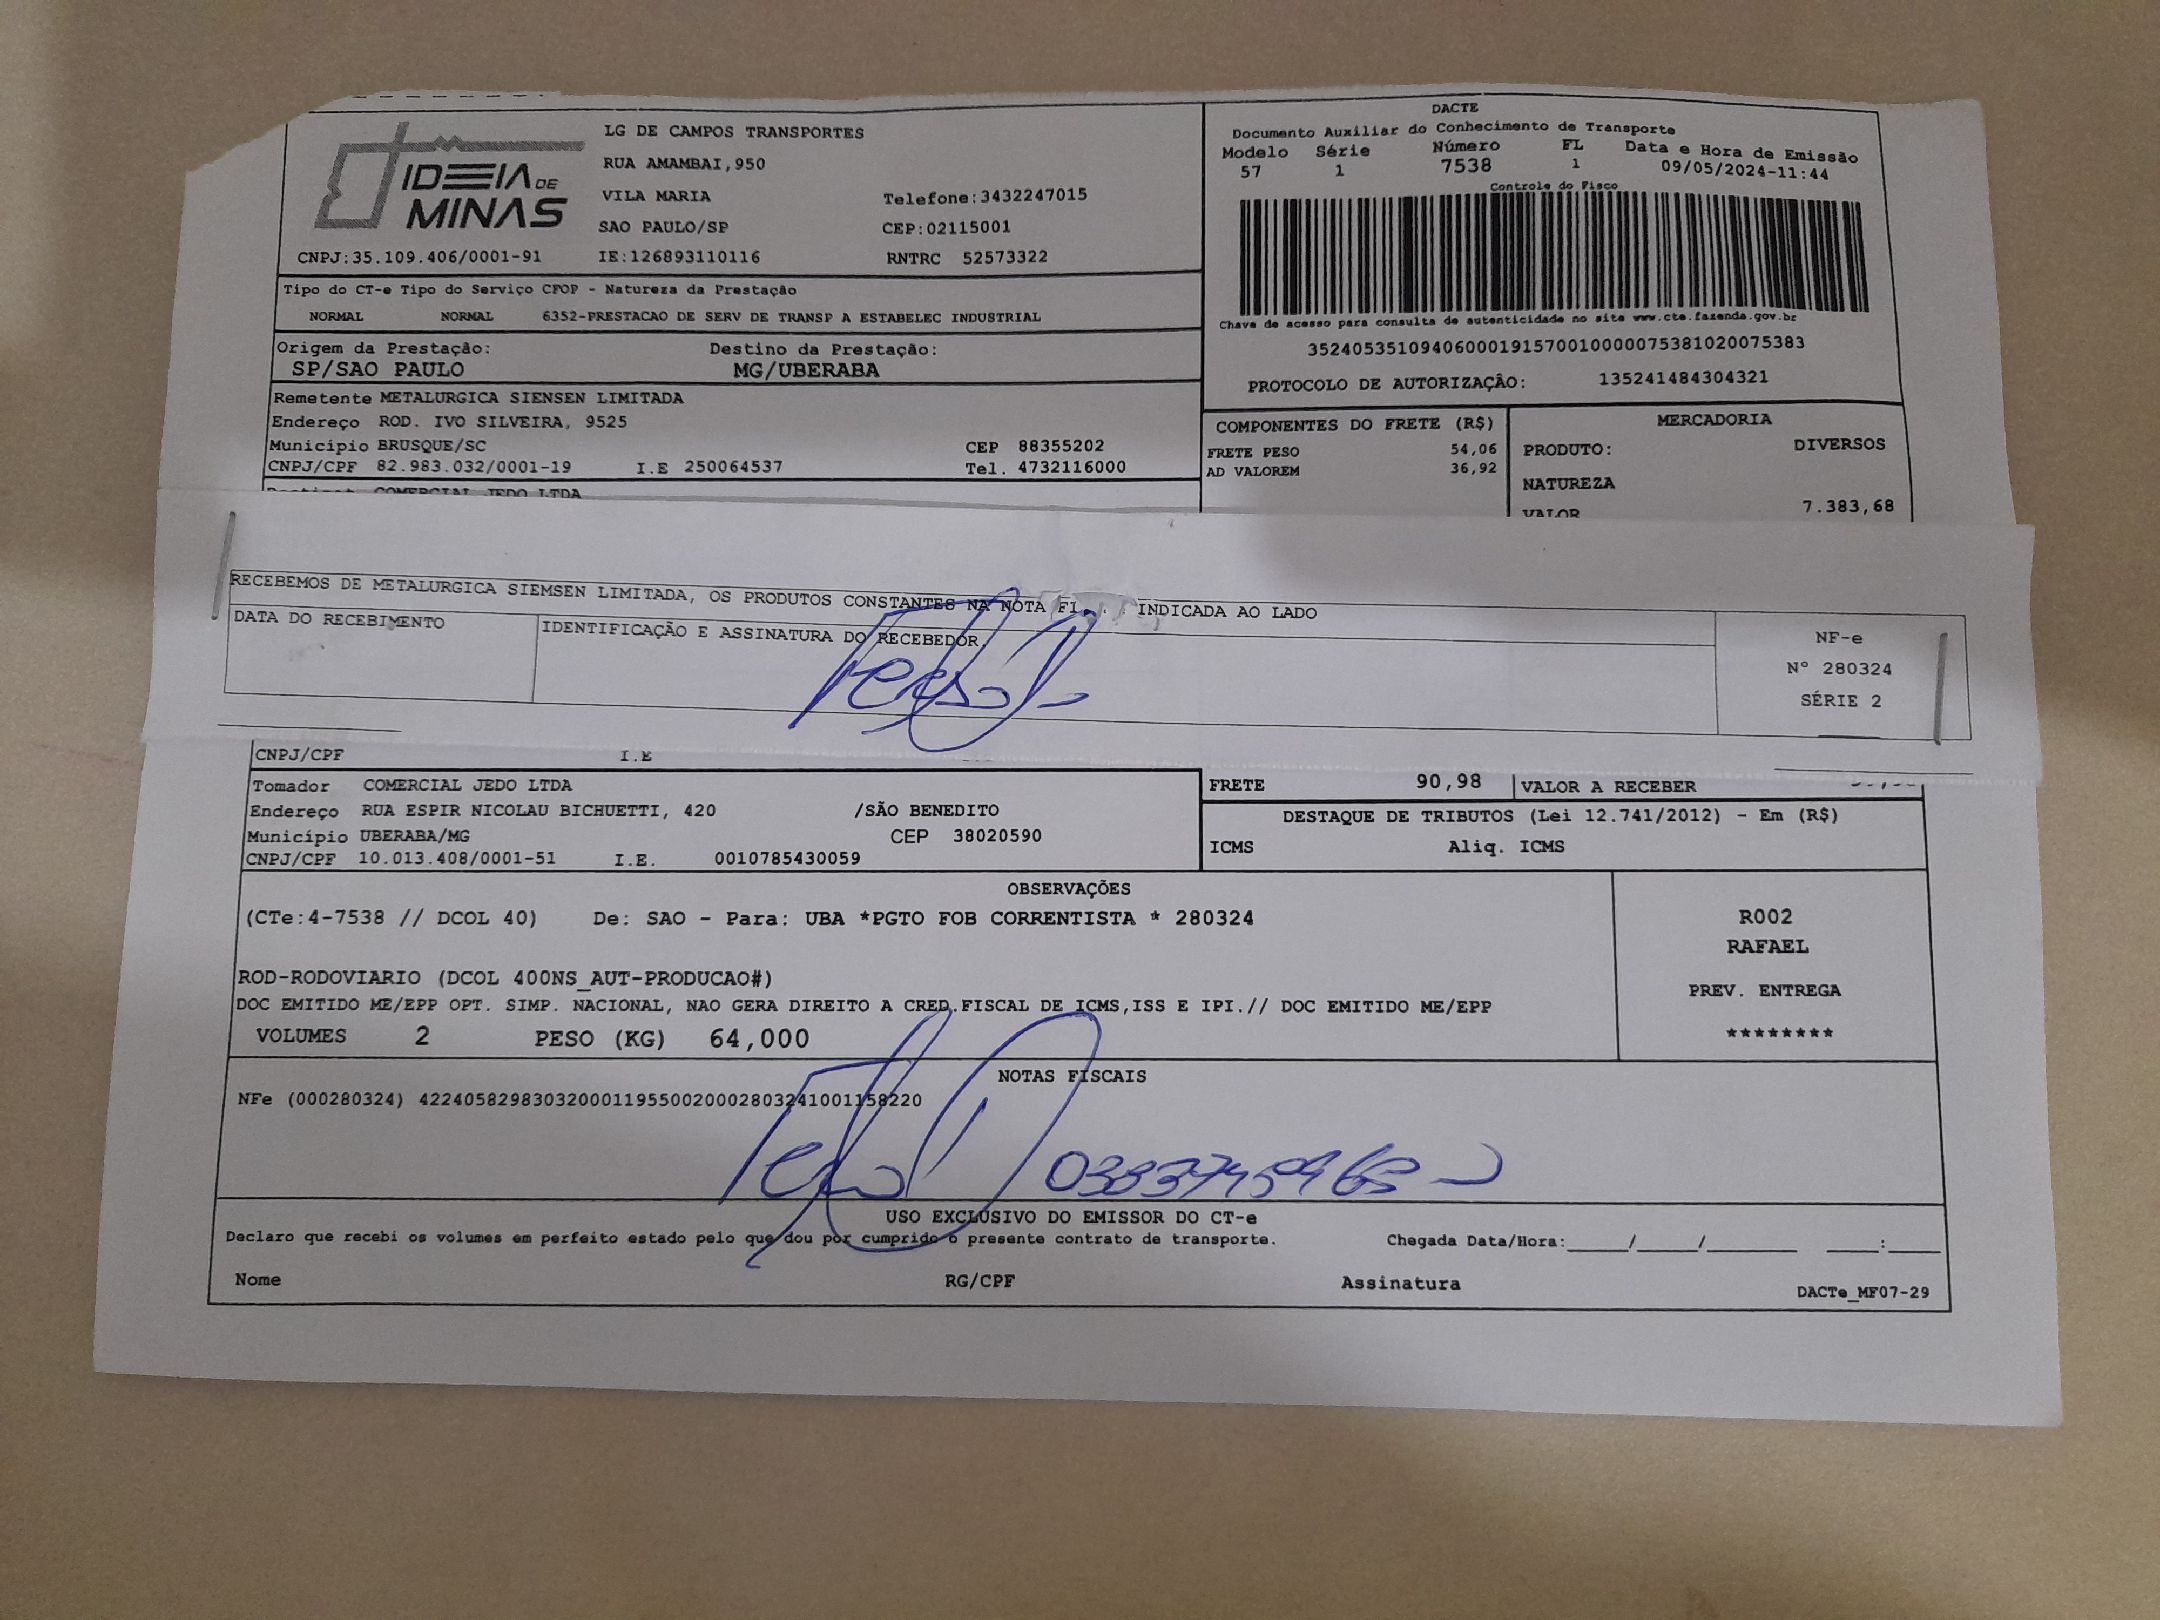 IDEIA DE
MINAS
LG DE CAMPOS TRANSPORTES
RUA AMAMBAI,950
VILA MARIA Telefone:3432247015
SAO PAULO/SP CEP:02115001
CNPJ:35.109.406/0001-91 IE:126893110116 RNTRC 52573322
DACTE
Documento Auxiliar do Conhecimento de Transporte
Modelo Série Número FL Data e Hora de Emissão
57 1 7538 1 09/05/2024-11:44
Controle do Fisco
Chave de acesso para consulta de autenticidade no site www.cte.fazenda.gov.br
35240535109406000191570010000075381020075383
PROTOCOLO DE AUTORIZAÇÃO: 135241484304321
Tipo do CT-e Tipo do Serviço CFOP - Natureza da Prestação
NORMAL NORMAL 6352-PRESTACAO DE SERV DE TRANSP A ESTABELEC INDUSTRIAL
Origem da Prestação: Destino da Prestação:
SP/SAO PAULO MG/UBERABA
Remetente METALURGICA SIENSEN LIMITADA
Endereço ROD. IVO SILVEIRA, 9525
Município BRUSQUE/SC CEP 88355202
CNPJ/CPF 82.983.032/0001-19 I.E 250064537 Tel. 4732116000
COMERCIAL JEDO LTDA
COMPONENTES DO FRETE (R$)
FRETE PESO 54,06
AD VALOREM 36,92
MERCADORIA
PRODUTO: DIVERSOS
NATUREZA
VALOR 7.383,68
RECEBEMOS DE METALURGICA SIEMSEN LIMITADA, OS PRODUTOS CONSTANTES NA NOTA INDICADA AO LADO
DATA DO RECEBIMENTO IDENTIFICAÇÃO E ASSINATURA DO RECEBEDOR
NF-e
Nº 280324
SÉRIE 2
CNPJ/CPF I.E
Tomador COMERCIAL JEDO LTDA
Endereço RUA ESPIR NICOLAU BICHUETTI, 420 /SÃO BENEDITO
Município UBERABA/MG CEP 38020590
CNPJ/CPF 10.013.408/0001-51 I.E. 0010785430059
FRETE 90,98 VALOR A RECEBER
DESTAQUE DE TRIBUTOS (Lei 12.741/2012) - Em (R$)
ICMS Aliq. ICMS
OBSERVAÇÕES
(CTe:4-7538 // DCOL 40) De: SAO - Para: UBA *PGTO FOB CORRENTISTA * 280324
ROD-RODOVIARIO (DCOL 400NS_AUT-PRODUCAO#)
DOC EMITIDO ME/EPP OPT. SIMP. NACIONAL, NAO GERA DIREITO A CRED.FISCAL DE ICMS,ISS E IPI.// DOC EMITIDO ME/EPP
VOLUMES 2 PESO (KG) 64,000
R002
RAFAEL
PREV. ENTREGA
********
NOTAS FISCAIS
NFe (000280324) 42240582983032000119550020002803241001158220
USO EXCLUSIVO DO EMISSOR DO CT-e
Declaro que recebi os volumes em perfeito estado pelo que dou por cumprido o presente contrato de transporte. Chegada Data/Hora:_____/_____/________ ____:____
Nome RG/CPF Assinatura DACTe_MF07-29